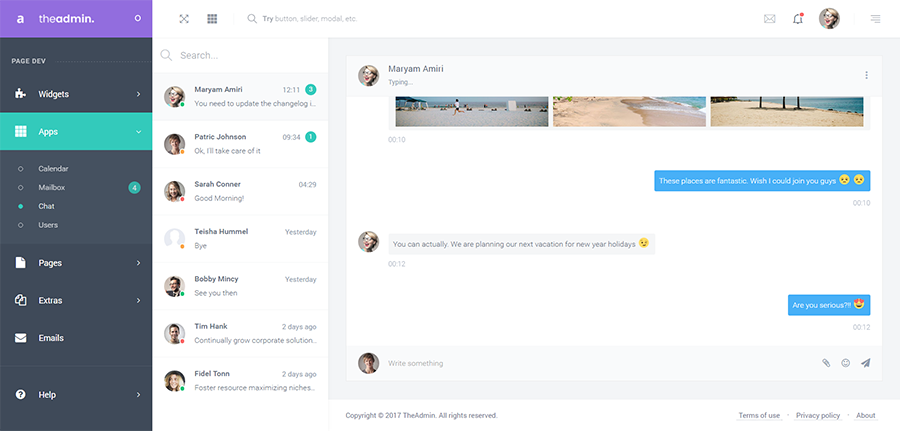 a theadmin.
Try button, slider, modal, etc
PAGE DEV
Widgets
Apps
Calendar
Mailbox 4
Chat
Users
Pages
Extras
Emails
Help
Search...
Maryam Amiri 12:11 3
You need to update the changelog i...
Patric Johnson 09:34 1
Ok, I'll take care of it
Sarah Conner 04:29
Good Morning!
Teisha Hummel Yesterday
Bye
Bobby Mincy Yesterday
See you then
Tim Hank 2 days ago
Continually grow corporate solution...
Fidel Tonn 2 days ago
Foster resource maximizing niches...
Maryam Amiri
Typing...
00:10
These places are fantastic. Wish I could join you guys 😥 😥
00:10
You can actually. We are planning our next vacation for new year holidays 😉
00:12
Are you serious?!! 😍
00:12
Write something
Copyright © 2017 TheAdmin. All rights reserved.
Terms of use · Privacy policy · About